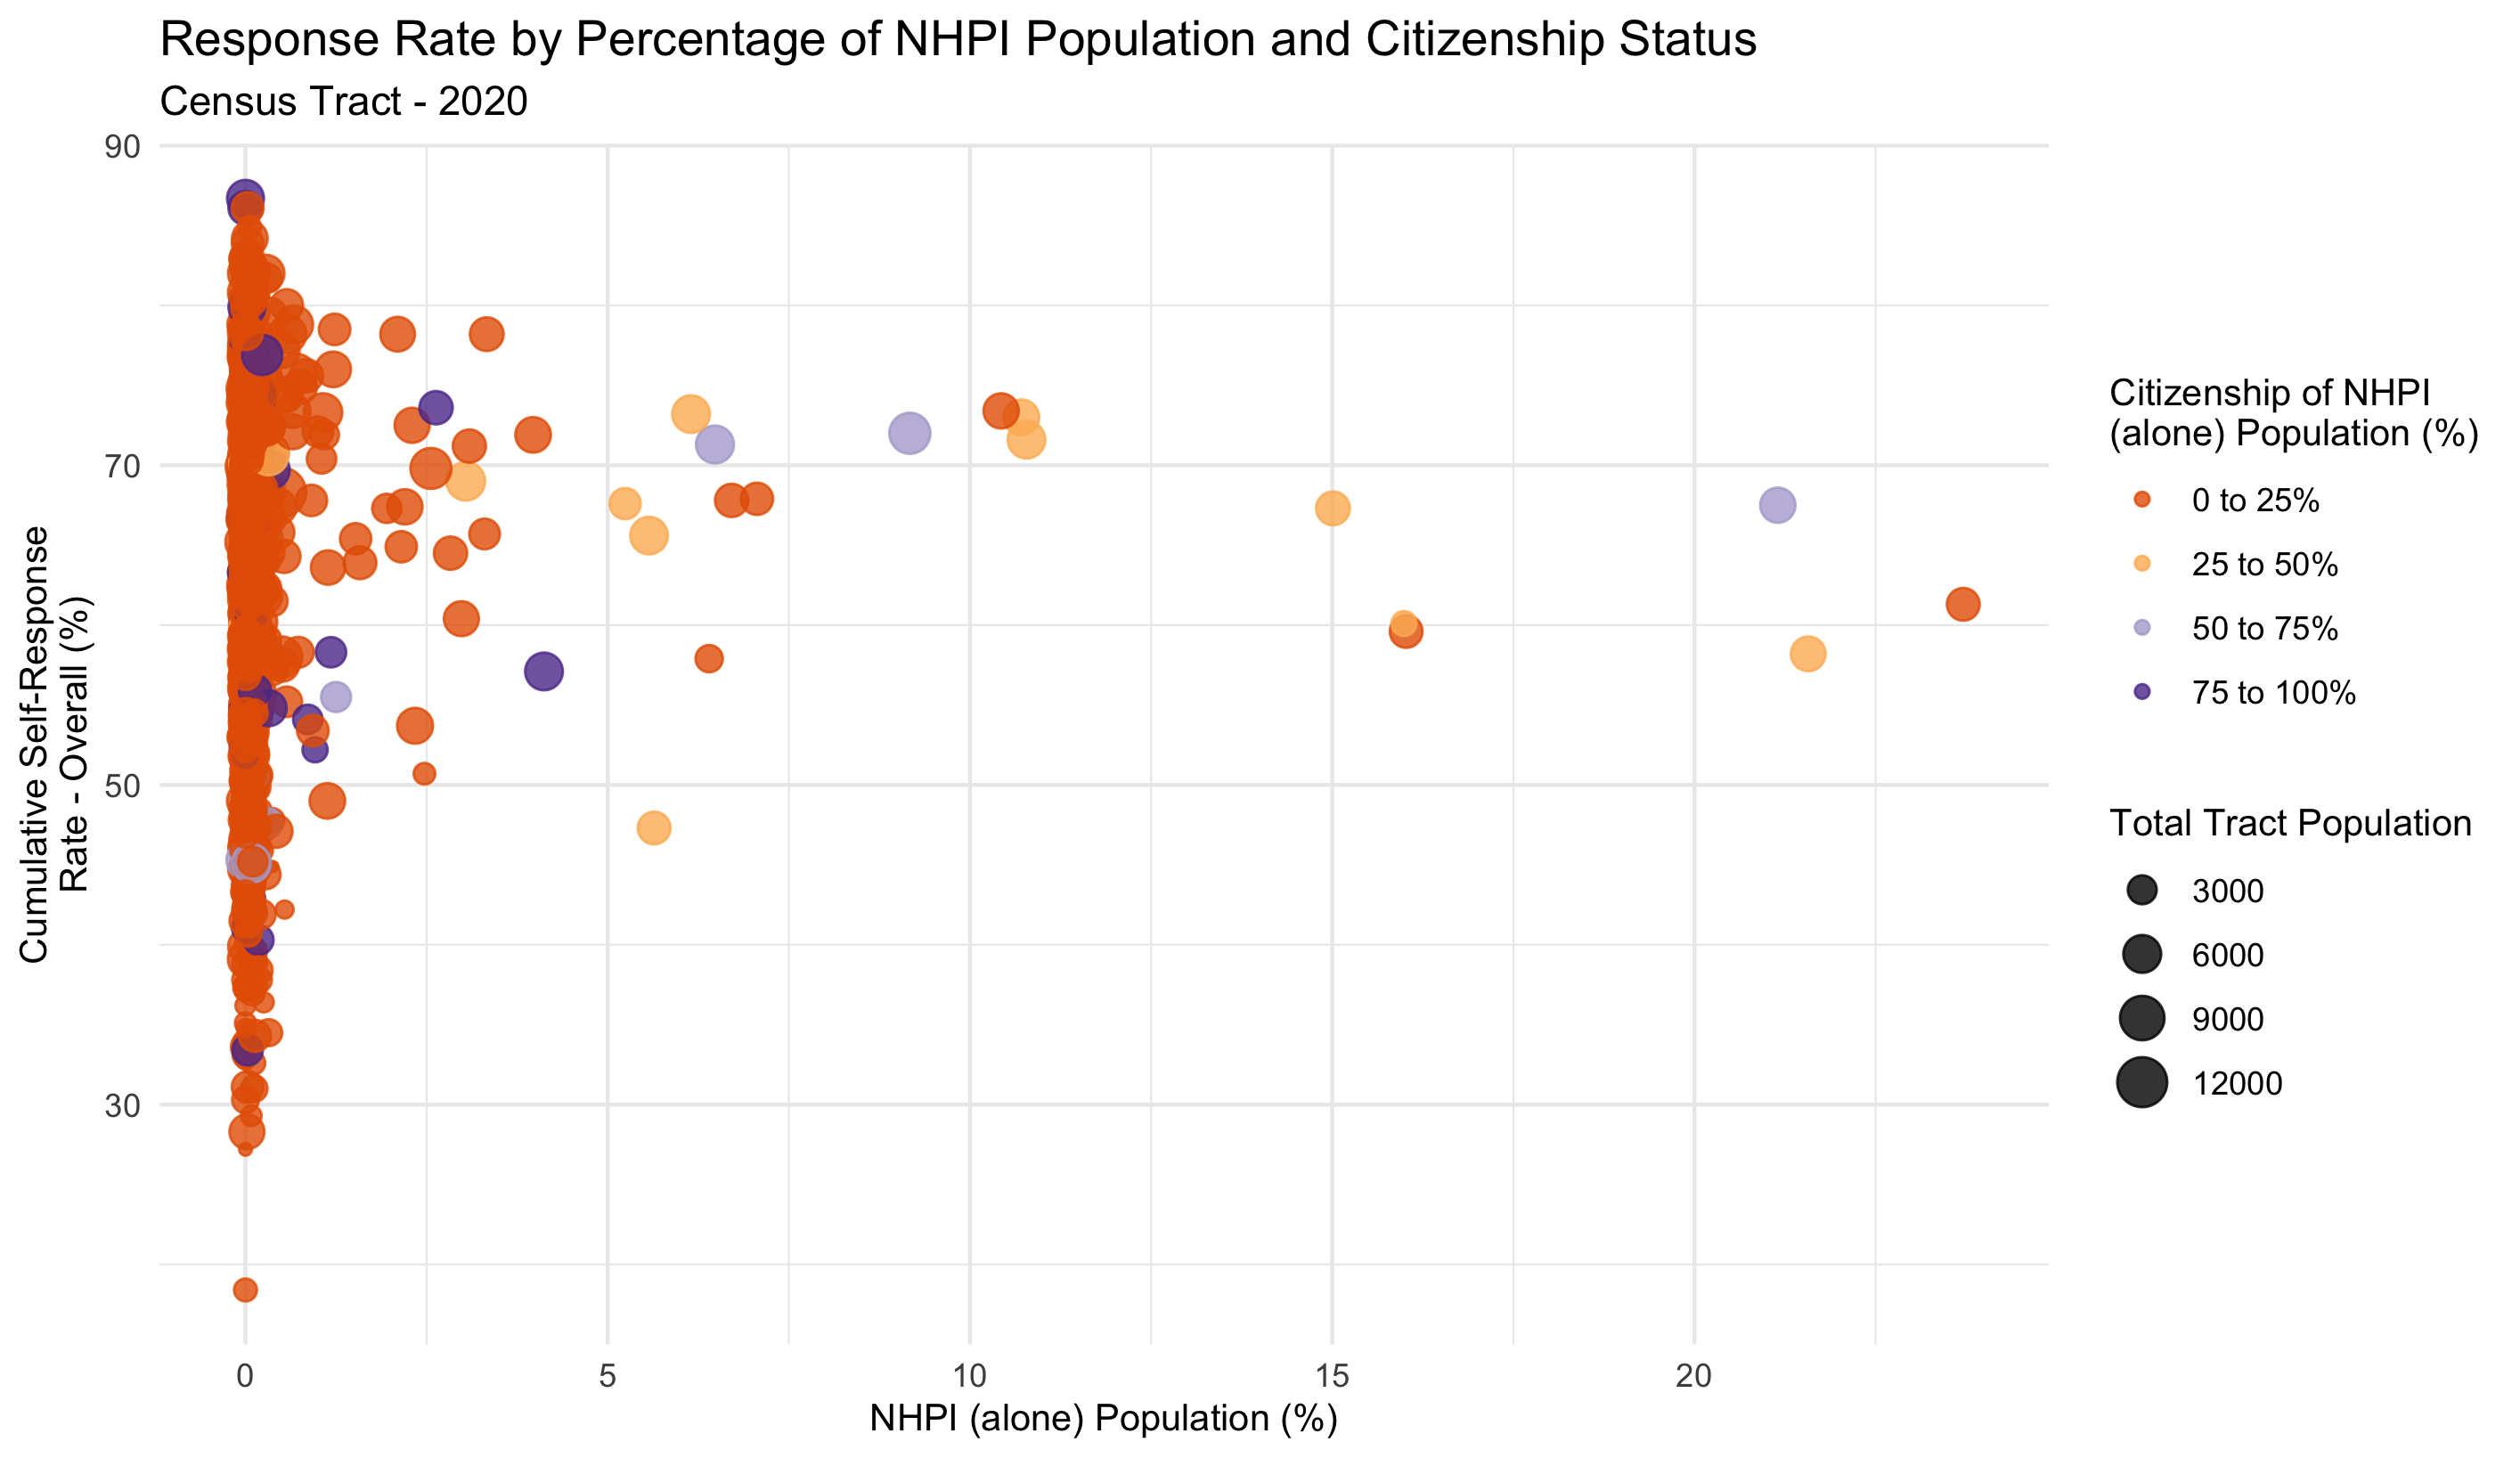 Response Rate by Percentage of NHPI Population and Citizenship Status
Census Tract - 2020
Cumulative Self-Response
Rate - Overall (%)
90
70
50
30
0
5
10
15
20
NHPI (alone) Population (%)
Citizenship of NHPI
(alone) Population (%)
0 to 25%
25 to 50%
50 to 75%
75 to 100%
Total Tract Population
3000
6000
9000
12000